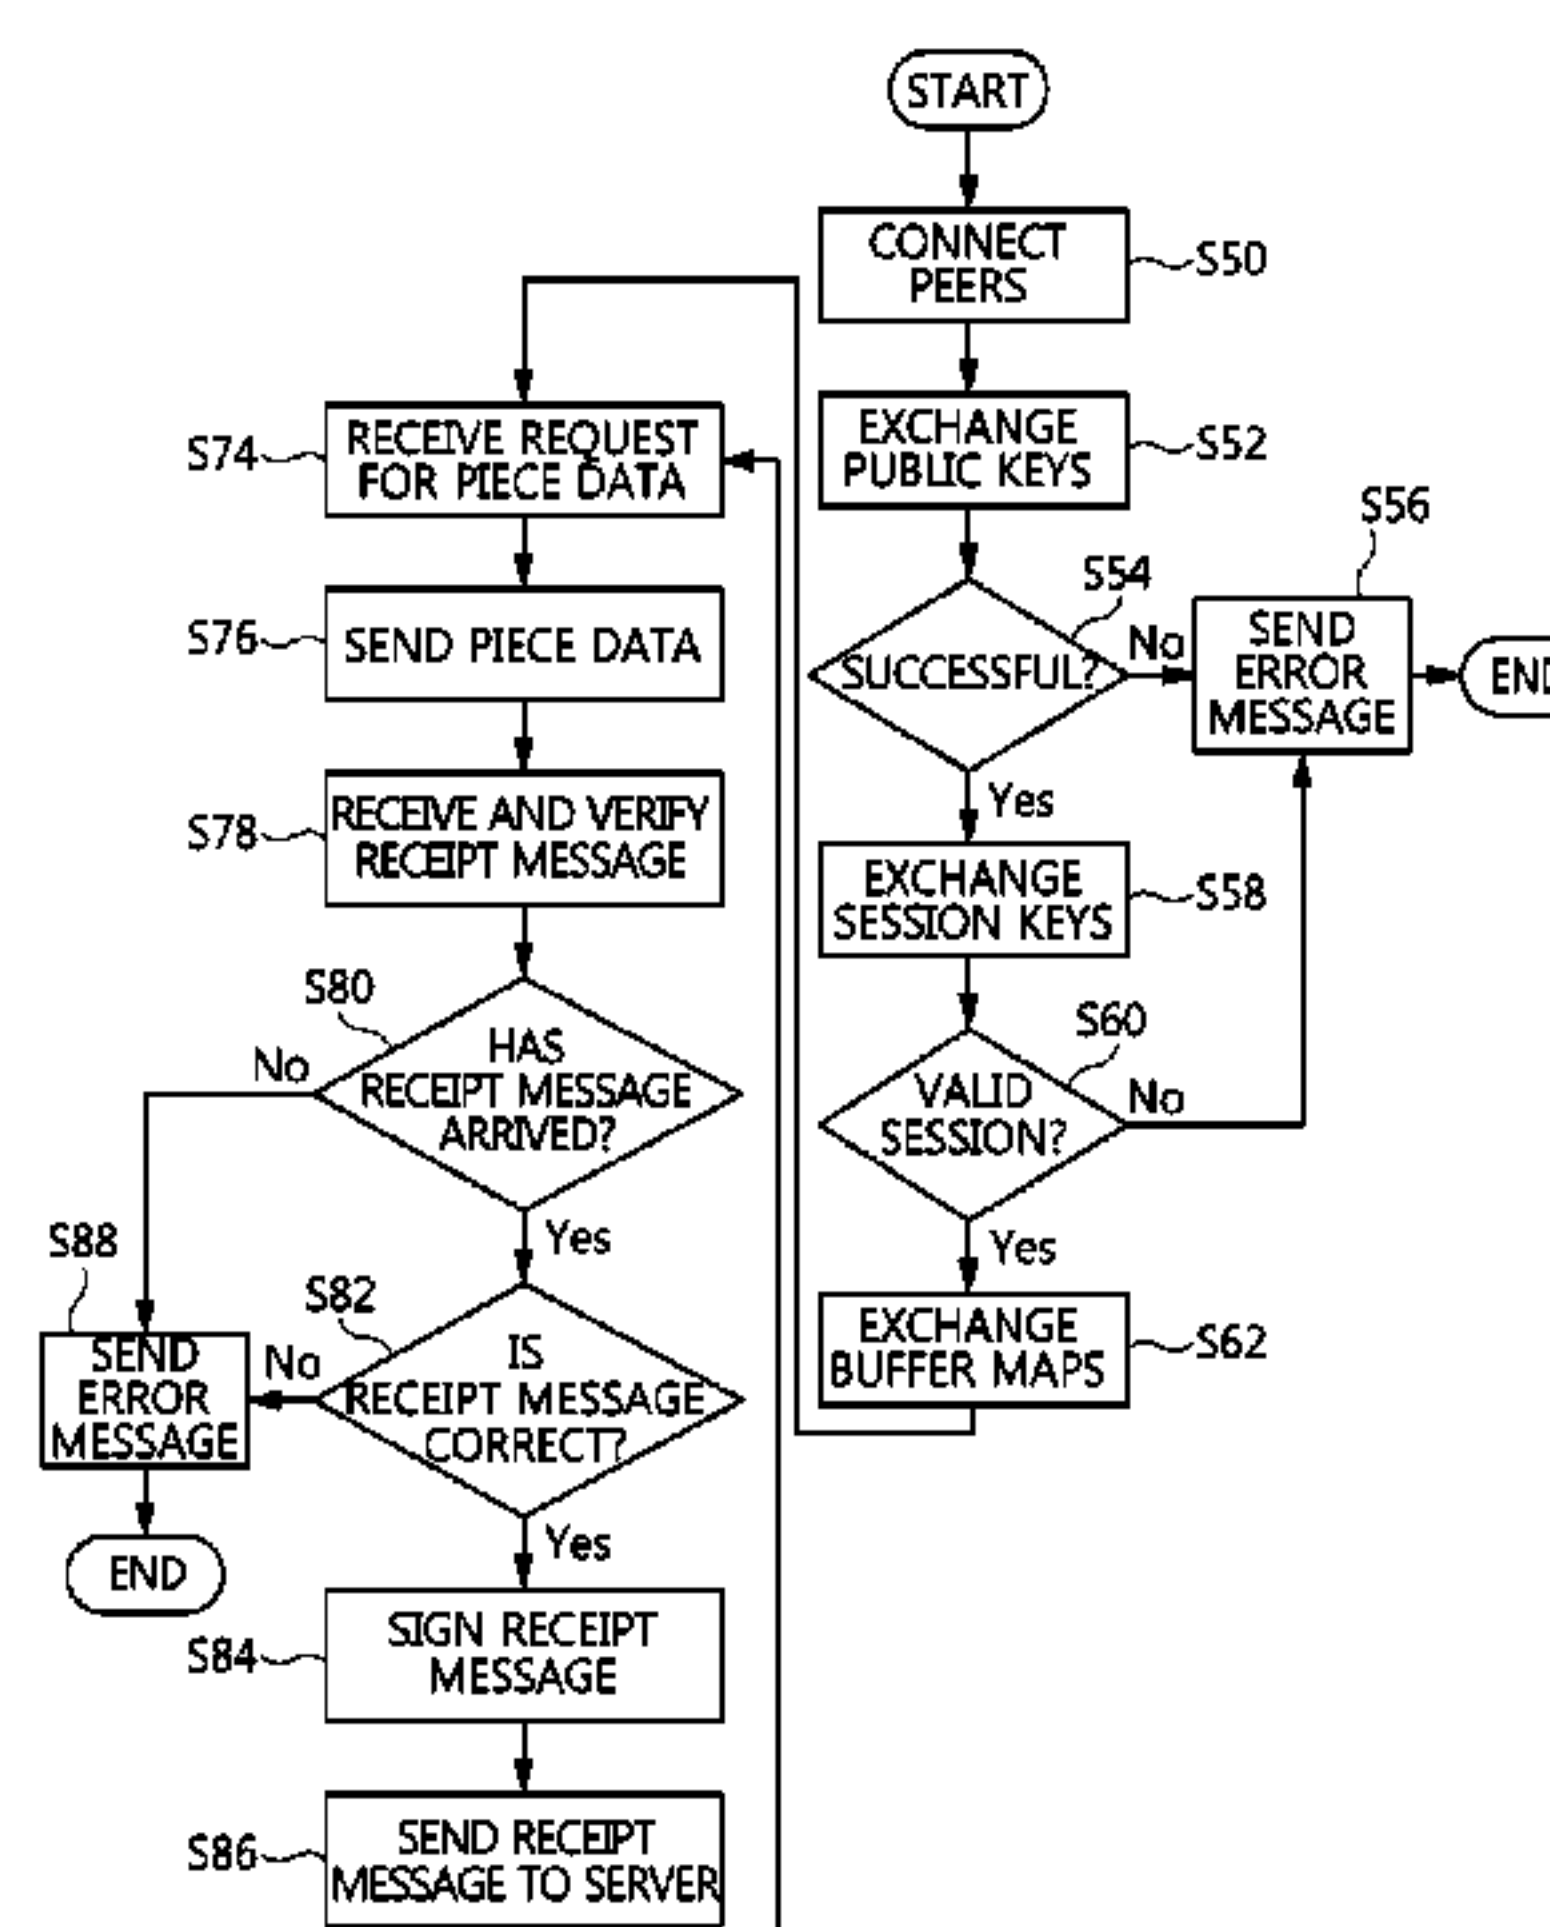 START
CONNECT
PEERS
S50
EXCHANGE
PUBLIC KEYS
S52
SUCCESSFUL?
S54
No
SEND
ERROR
MESSAGE
S56
END
Yes
EXCHANGE
SESSION KEYS
S58
VALID
SESSION?
S60
No
Yes
EXCHANGE
BUFFER MAPS
S62
S74
RECEIVE REQUEST
FOR PIECE DATA
S76
SEND PIECE DATA
S78
RECEIVE AND VERIFY
RECEIPT MESSAGE
S80
HAS
RECEIPT MESSAGE
ARRIVED?
No
Yes
S82
IS
RECEIPT MESSAGE
CORRECT?
No
S88
SEND
ERROR
MESSAGE
END
Yes
S84
SIGN RECEIPT
MESSAGE
S86
SEND RECEIPT
MESSAGE TO SERVER